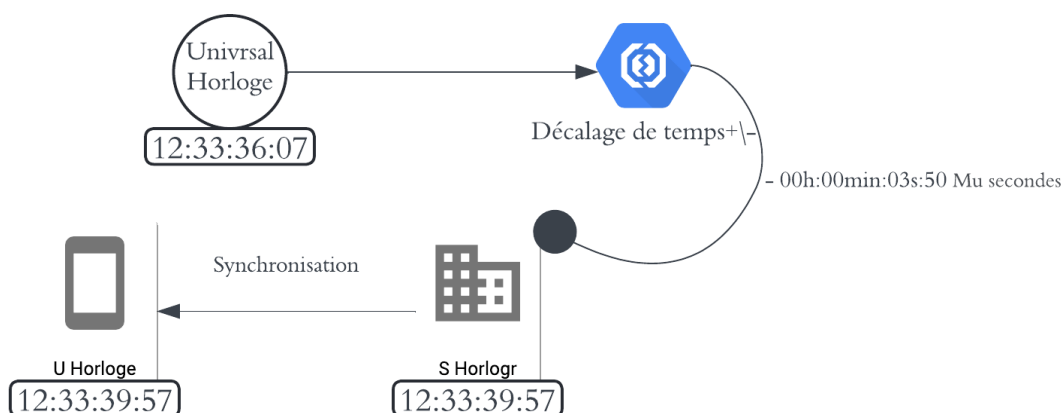 Univrsal
Horloge
12:33:36:07
Décalage de temps+\-
- 00h:00min:03s:50 Mu secondes
Synchronisation
U Horloge
12:33:39:57
S Horlogr
12:33:39:57